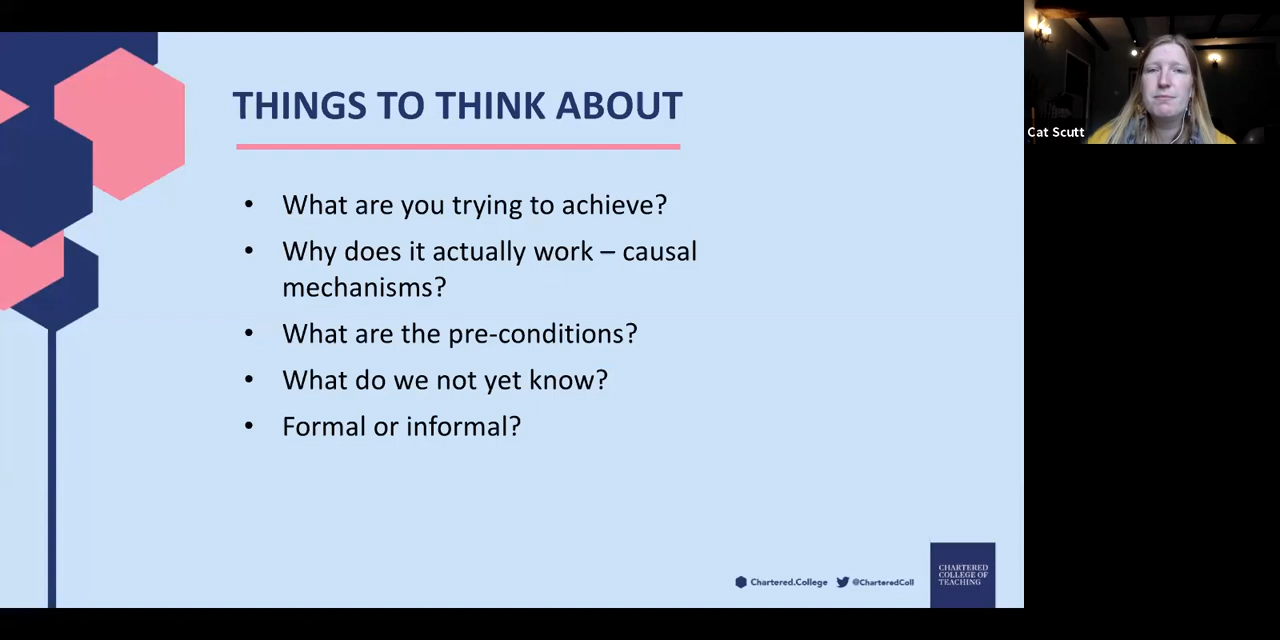 THINGS TO THINK ABOUT
• What are you trying to achieve?
• Why does it actually work – causal
mechanisms?
• What are the pre-conditions?
• What do we not yet know?
• Formal or informal?
Chartered.College @CharteredColl
CHARTERED
COLLEGE OF
TEACHING
Cat Scutt